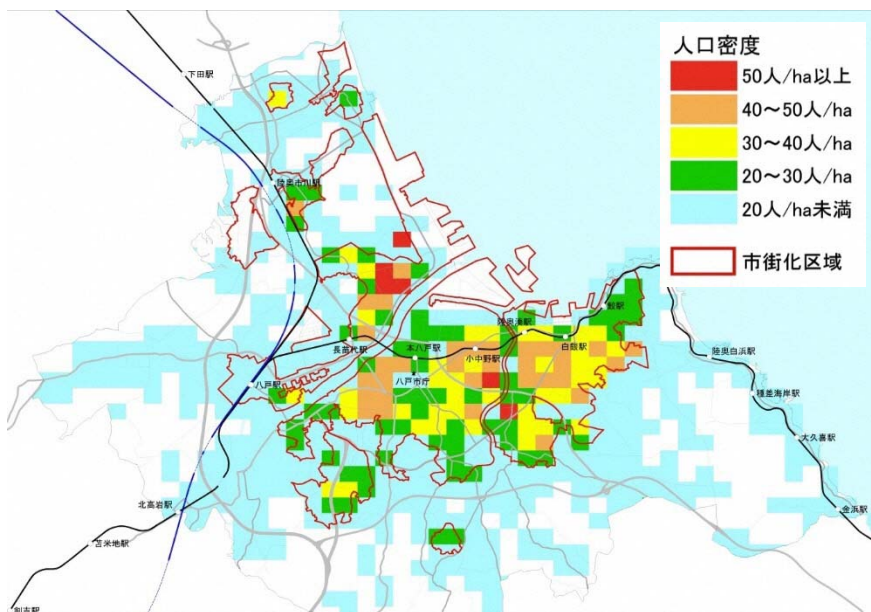 人口密度
50人/ha以上
40～50人/ha
30～40人/ha
20～30人/ha
20人/ha未満
市街化区域
下田駅
陸奥市川駅
長苗代駅
本八戸駅
八戸市庁
小中野駅
陸奥湊駅
白銀駅
鮫駅
陸奥白浜駅
種差海岸駅
大久喜駅
金浜駅
八戸駅
北高岩駅
苫米地駅